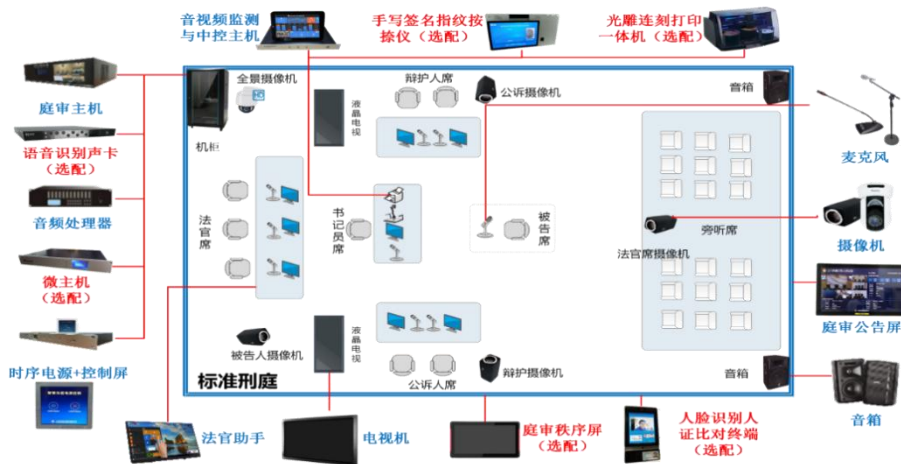 音视频监测
与中控主机
手写签名指纹按
捺仪（选配）
光雕连刻打印
一体机（选配）
庭审主机
语音识别声卡
（选配）
音频处理器
微主机
（选配）
时序电源+控制屏
机柜
全景摄像机
HD
液晶电视
辩护人席
公诉摄像机
音箱
法官席
书记员席
被告席
旁听席
法官席摄像机
被告人摄像机
液晶电视
公诉人席
辩护摄像机
音箱
标准刑庭
麦克风
摄像机
庭审公告屏
音箱
法官助手
电视机
庭审秩序屏
（选配）
人脸识别人
证比对终端
（选配）